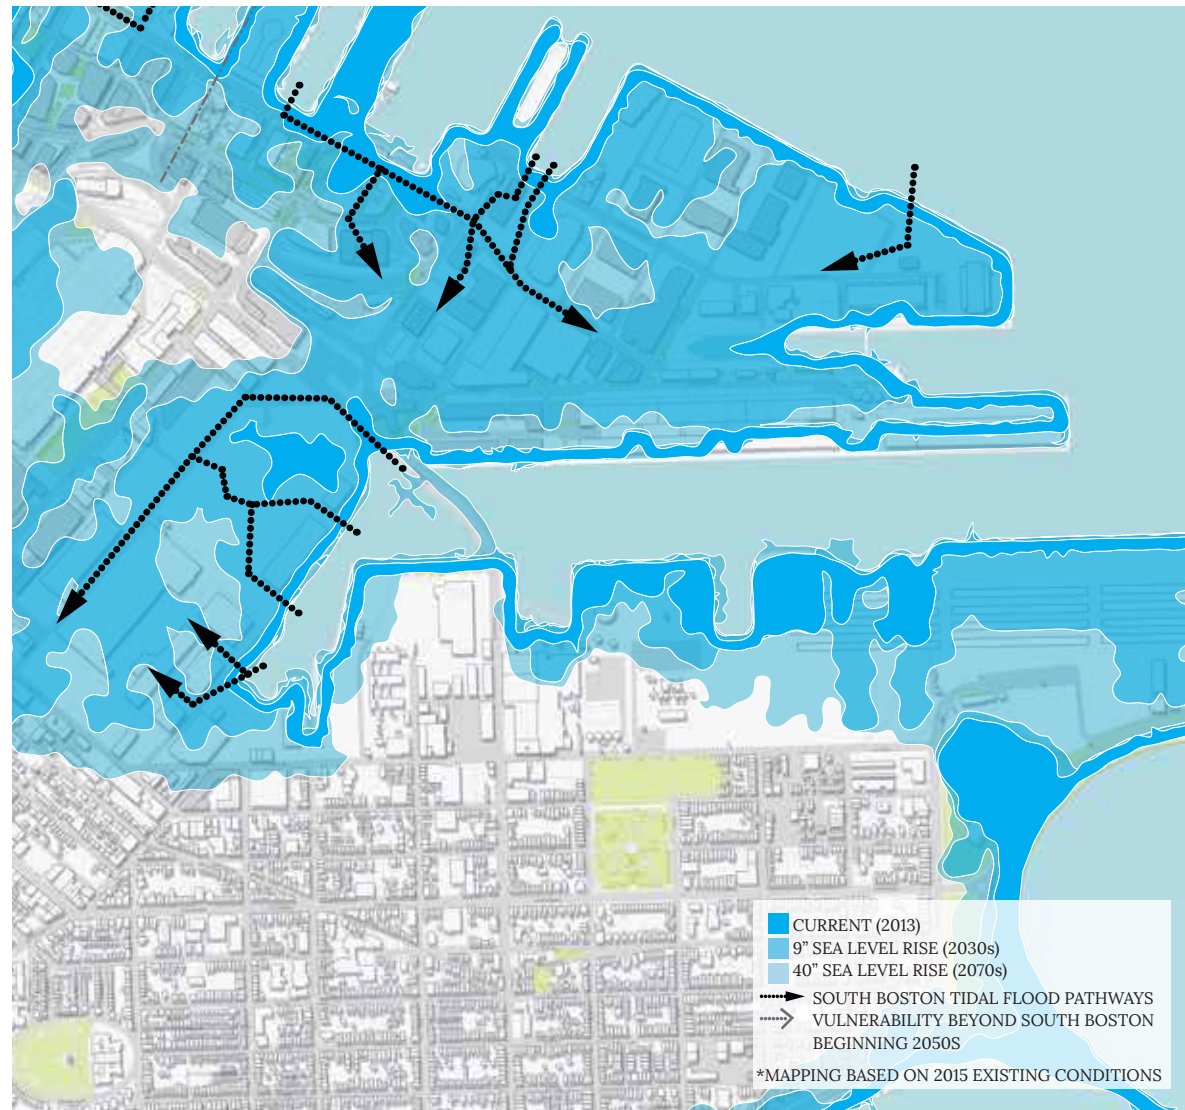 CURRENT (2013)
9” SEA LEVEL RISE (2030s)
40” SEA LEVEL RISE (2070s)
SOUTH BOSTON TIDAL FLOOD PATHWAYS
VULNERABILITY BEYOND SOUTH BOSTON
BEGINNING 2050S
*MAPPING BASED ON 2015 EXISTING CONDITIONS